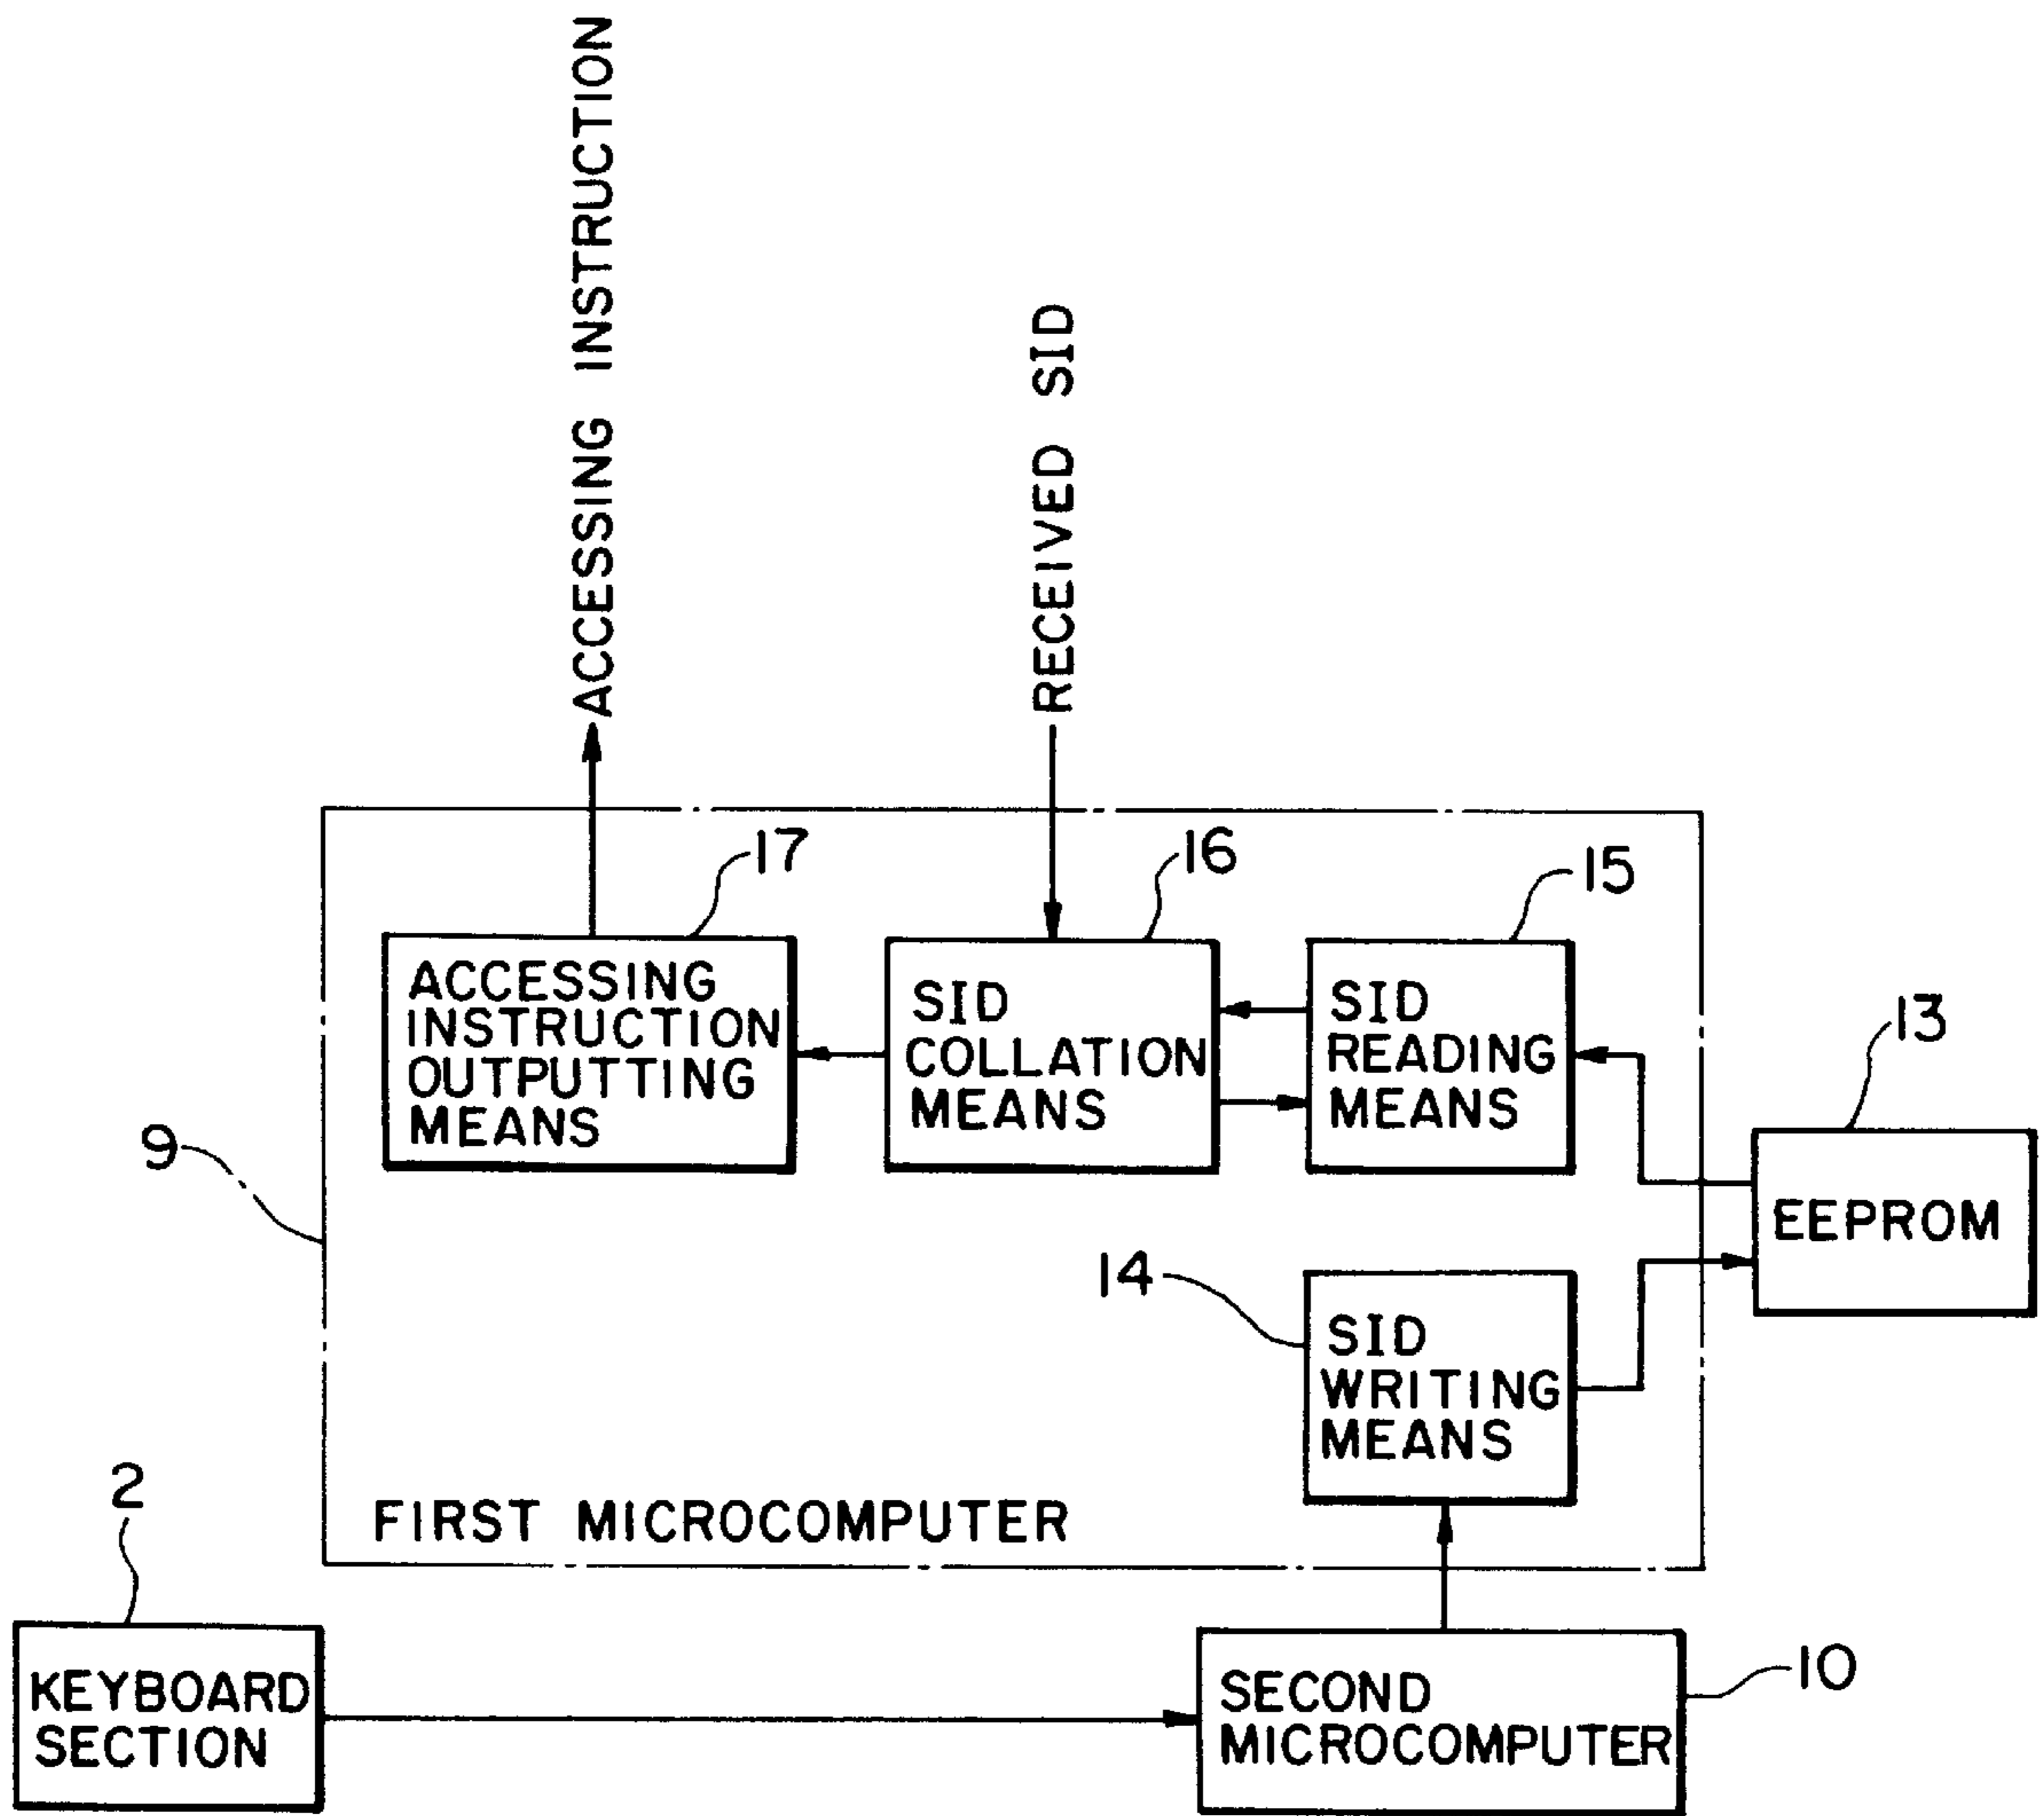 ACCESSING INSTRUCTION
RECEIVED SID
17
16
15
ACCESSING
INSTRUCTION
OUTPUTTING
MEANS
SID
COLLATION
MEANS
SID
READING
MEANS
13
9
EEPROM
14
SID
WRITING
MEANS
2
FIRST MICROCOMPUTER
KEYBOARD
SECTION
SECOND
MICROCOMPUTER
10